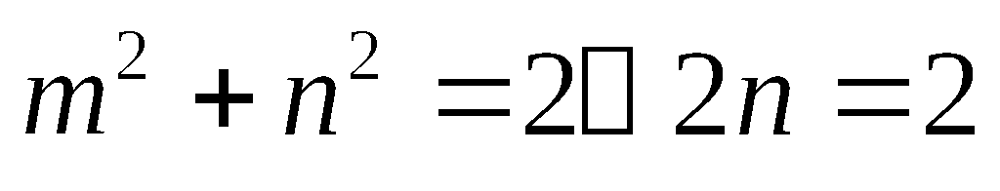 m² + n² = 2▯ 2n = 2